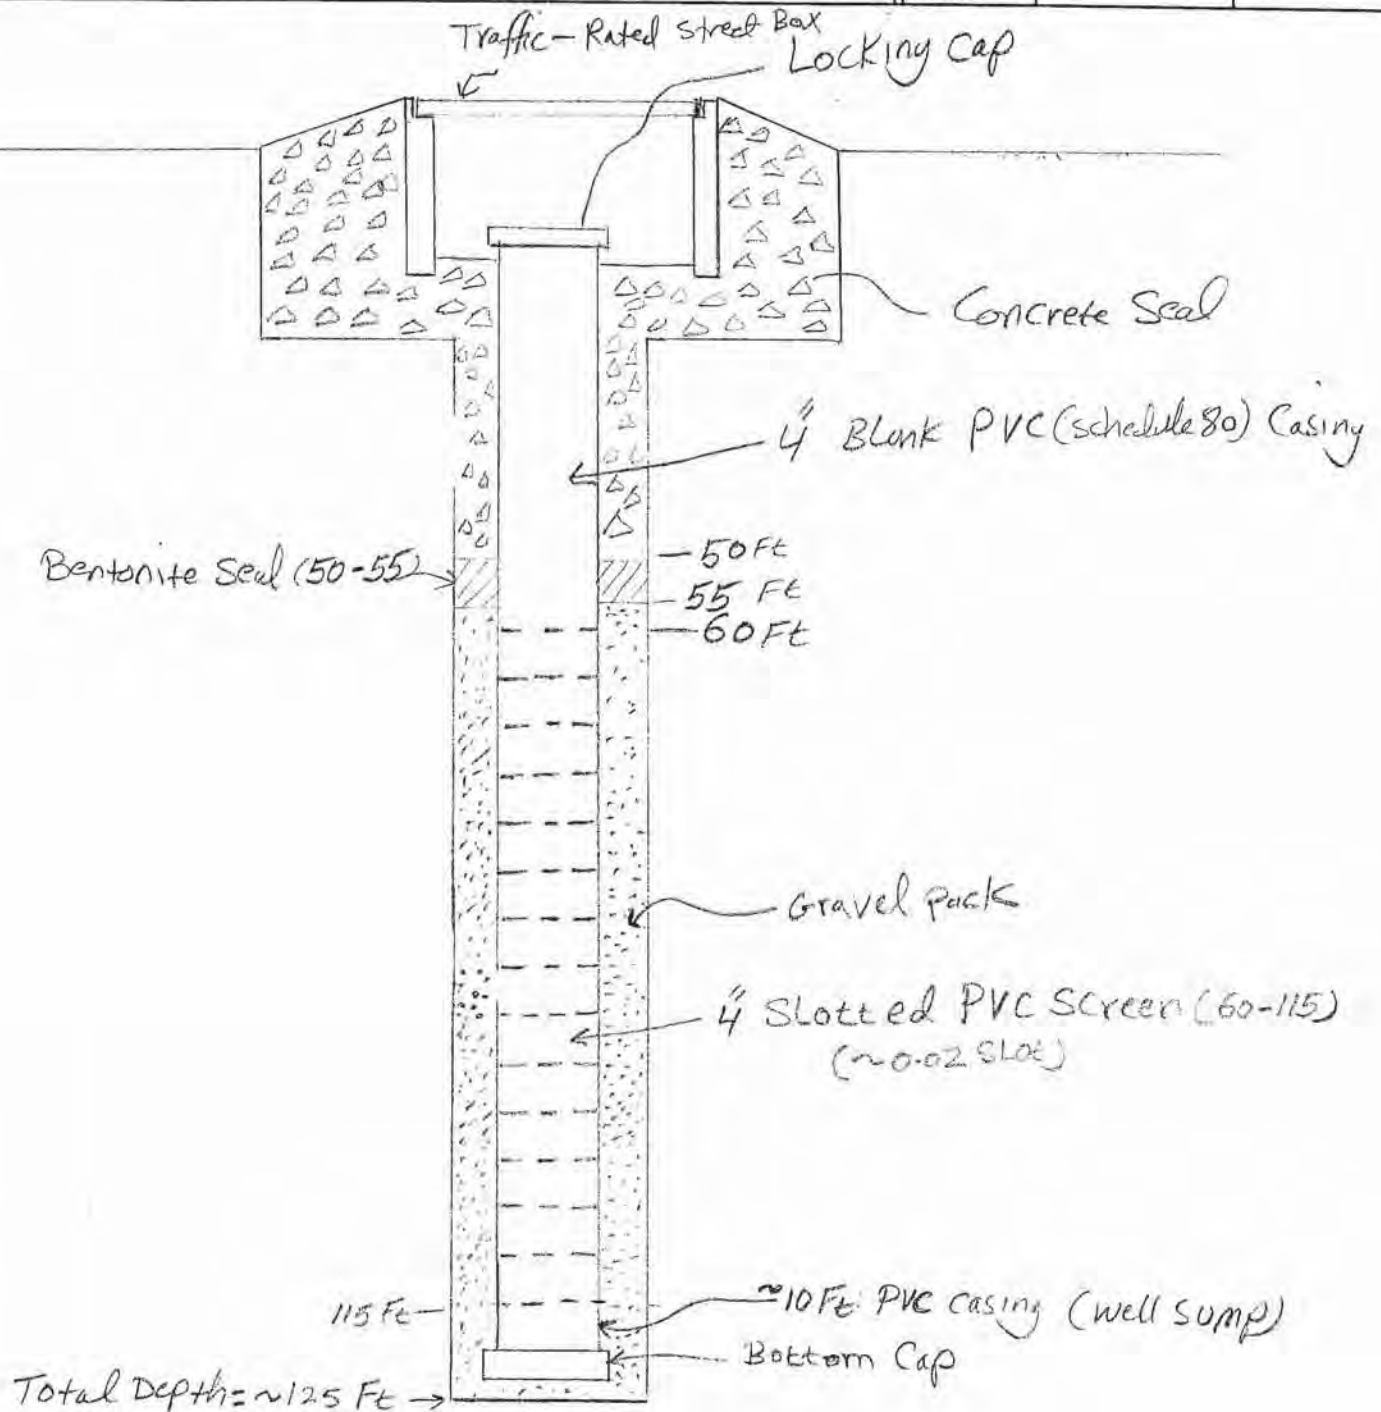 Traffic-Rated Street Box
Locking Cap
Concrete Seal
4" Blank PVC (schedule 80) Casing
50 Ft
Bentonite Seal (50-55)
55 Ft
60 Ft
Gravel pack
4" Slotted PVC Screen (60-115)
(~0.02 Slot)
~10 Ft PVC casing (well sump)
115 Ft
Bottom Cap
Total Depth = ~125 Ft